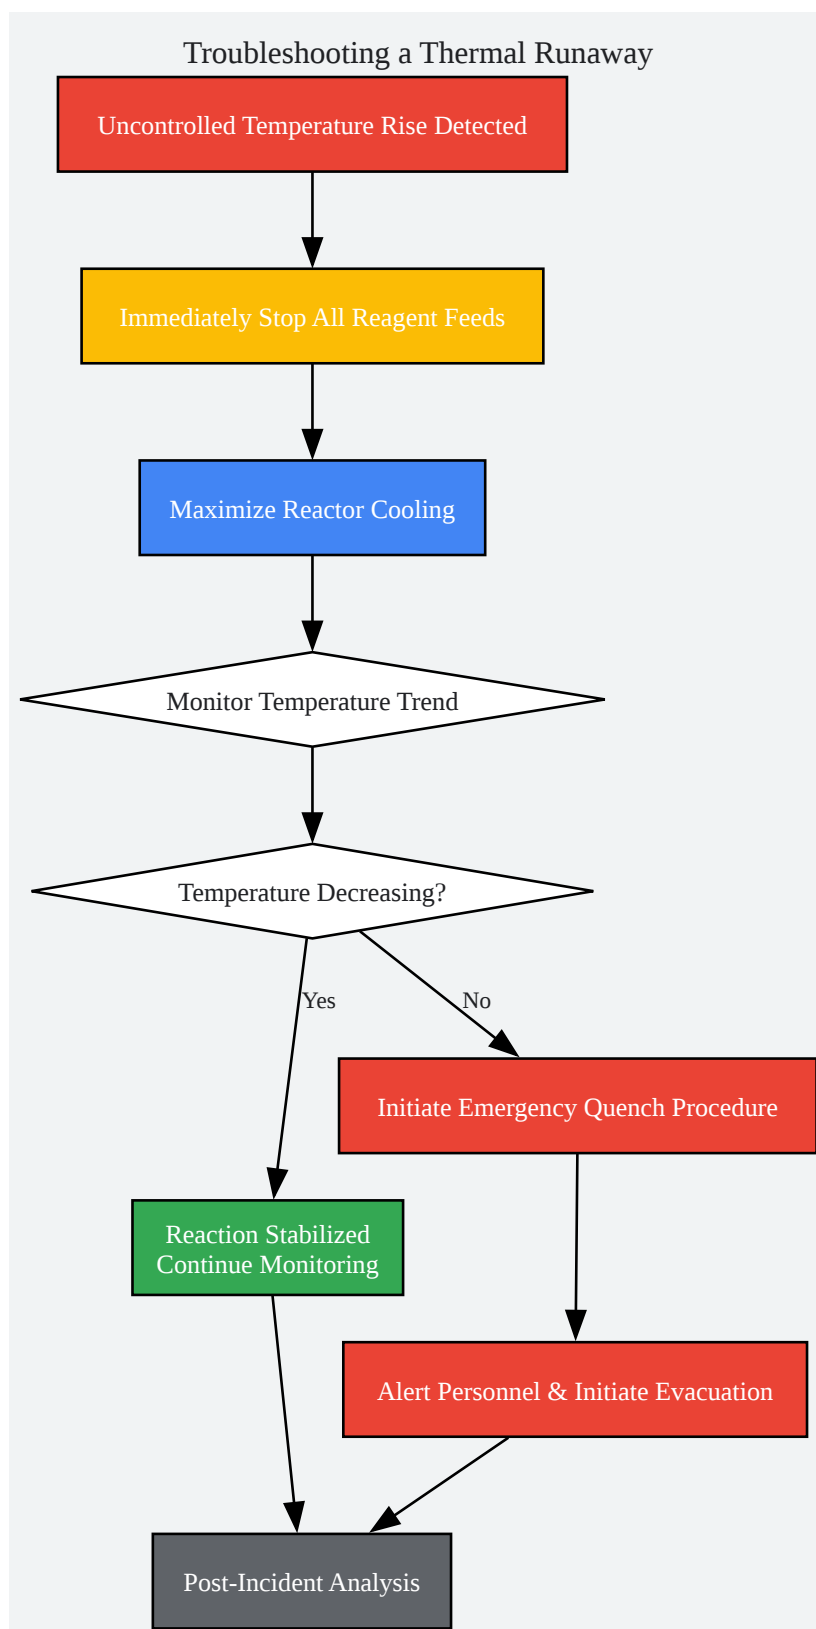 Troubleshooting a Thermal Runaway
Uncontrolled Temperature Rise Detected
Immediately Stop All Reagent Feeds
Maximize Reactor Cooling
Monitor Temperature Trend
Temperature Decreasing?
Yes
No
Initiate Emergency Quench Procedure
Reaction Stabilized
Continue Monitoring
Alert Personnel & Initiate Evacuation
Post-Incident Analysis